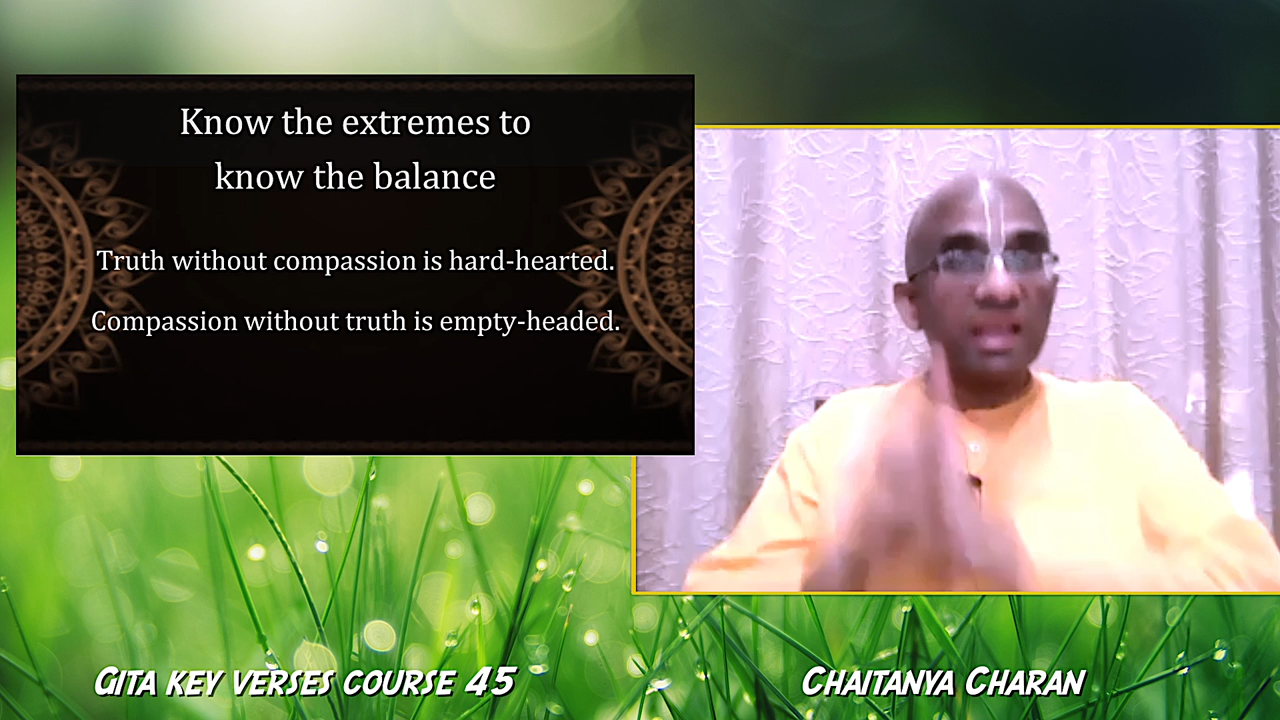 Know the extremes to
know the balance
Truth without compassion is hard-hearted.
Compassion without truth is empty-headed.
GITA KEY VERSES COURSE 45
CHAITANYA CHARAN